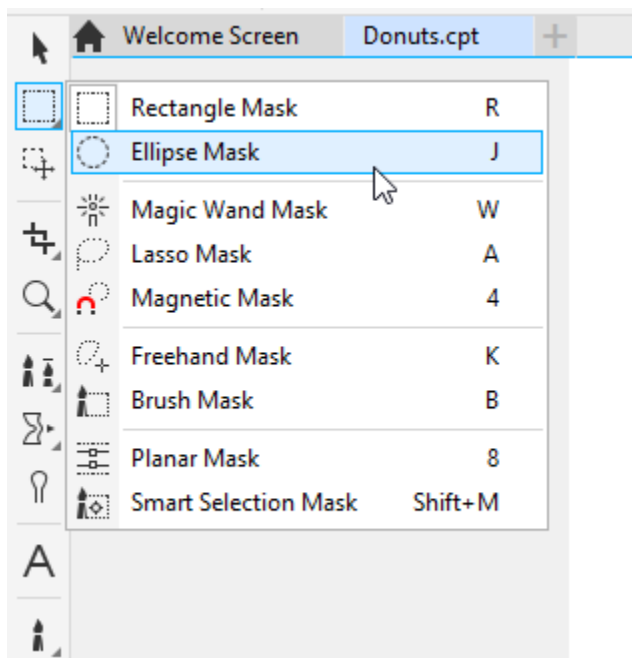 Welcome Screen Donuts.cpt
Rectangle Mask R
Ellipse Mask J
Magic Wand Mask W
Lasso Mask A
Magnetic Mask 4
Freehand Mask K
Brush Mask B
Planar Mask 8
Smart Selection Mask Shift+M
A